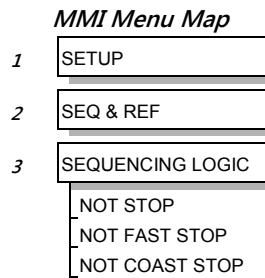 MMI Menu Map
1 SETUP
2 SEQ & REF
3 SEQUENCING LOGIC
NOT STOP
NOT FAST STOP
NOT COAST STOP